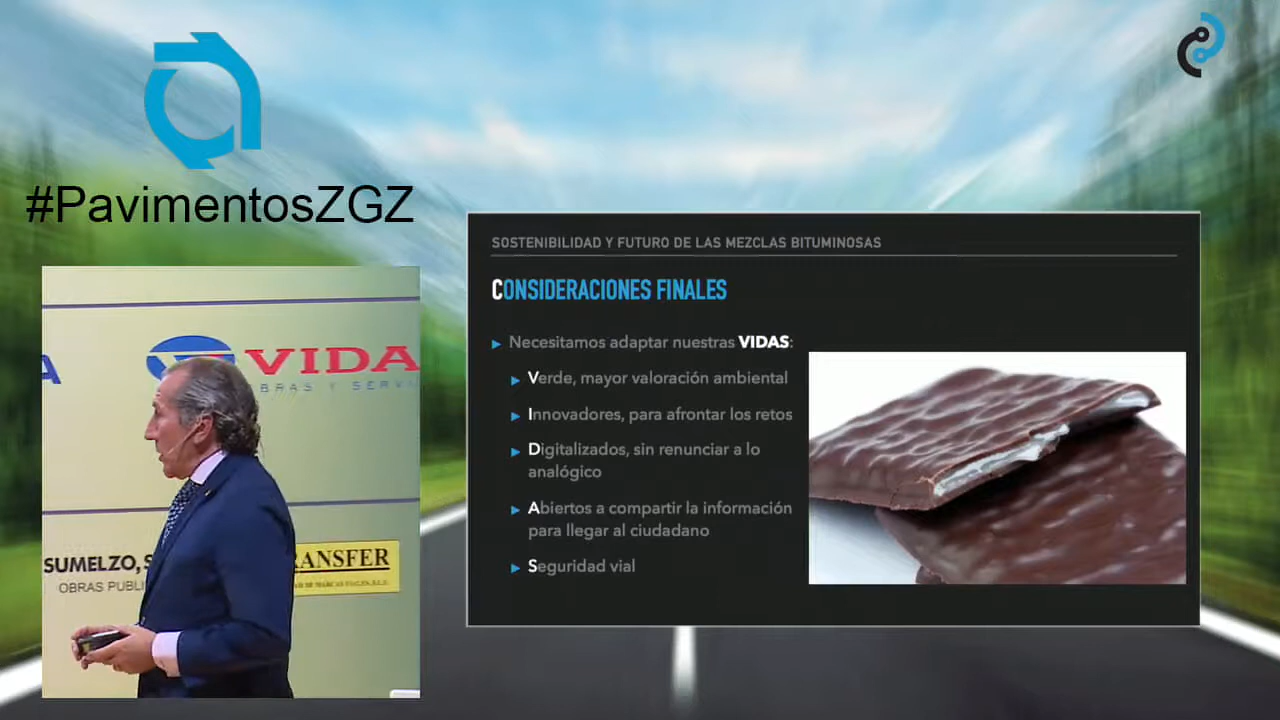 #PavimentosZGZ
SOSTENIBILIDAD Y FUTURO DE LAS MEZCLAS BITUMINOSAS
CONSIDERACIONES FINALES
Necesitamos adaptar nuestras VIDAS:
Verde, mayor valoración ambiental
Innovadores, para afrontar los retos
Digitalizados, sin renunciar a lo
analógico
Abiertos a compartir la información
para llegar al ciudadano
Seguridad vial
A
VIDA
BRAS Y SERV
SUMELZO, S
OBRAS PUBLI
RANSFER